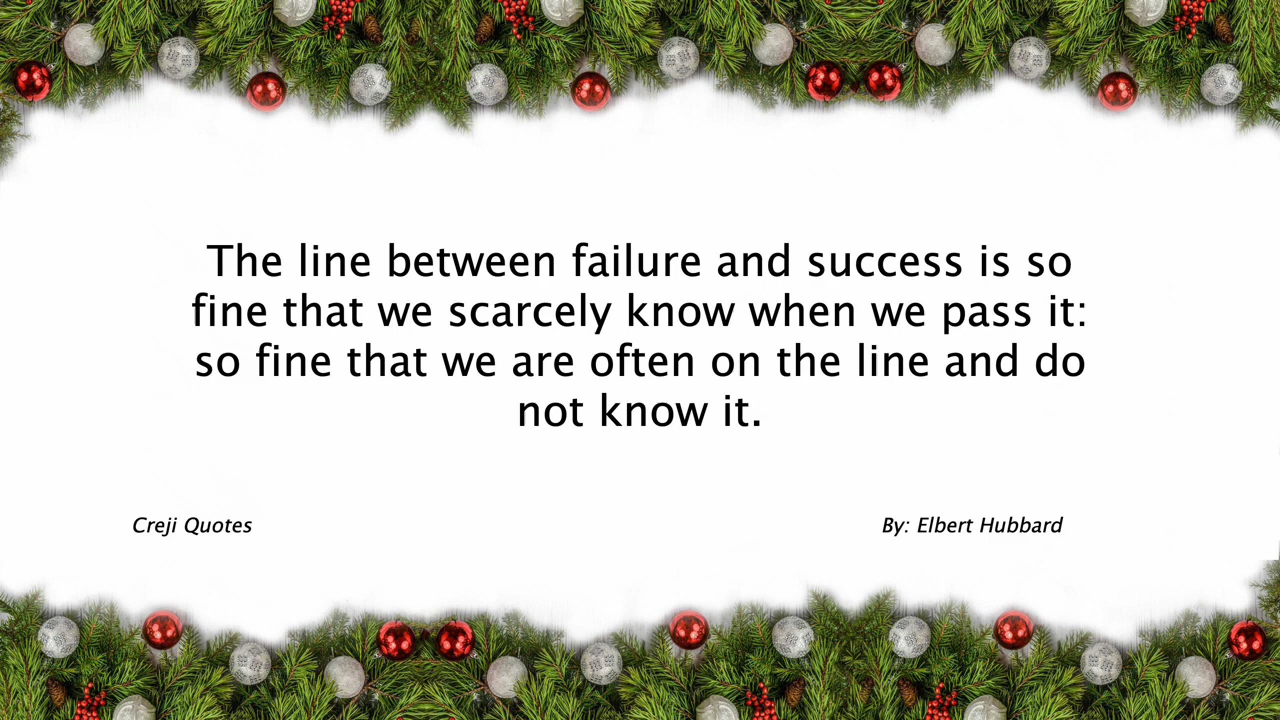 The line between failure and success is so
fine that we scarcely know when we pass it:
so fine that we are often on the line and do
not know it.
Creji Quotes
By: Elbert Hubbard